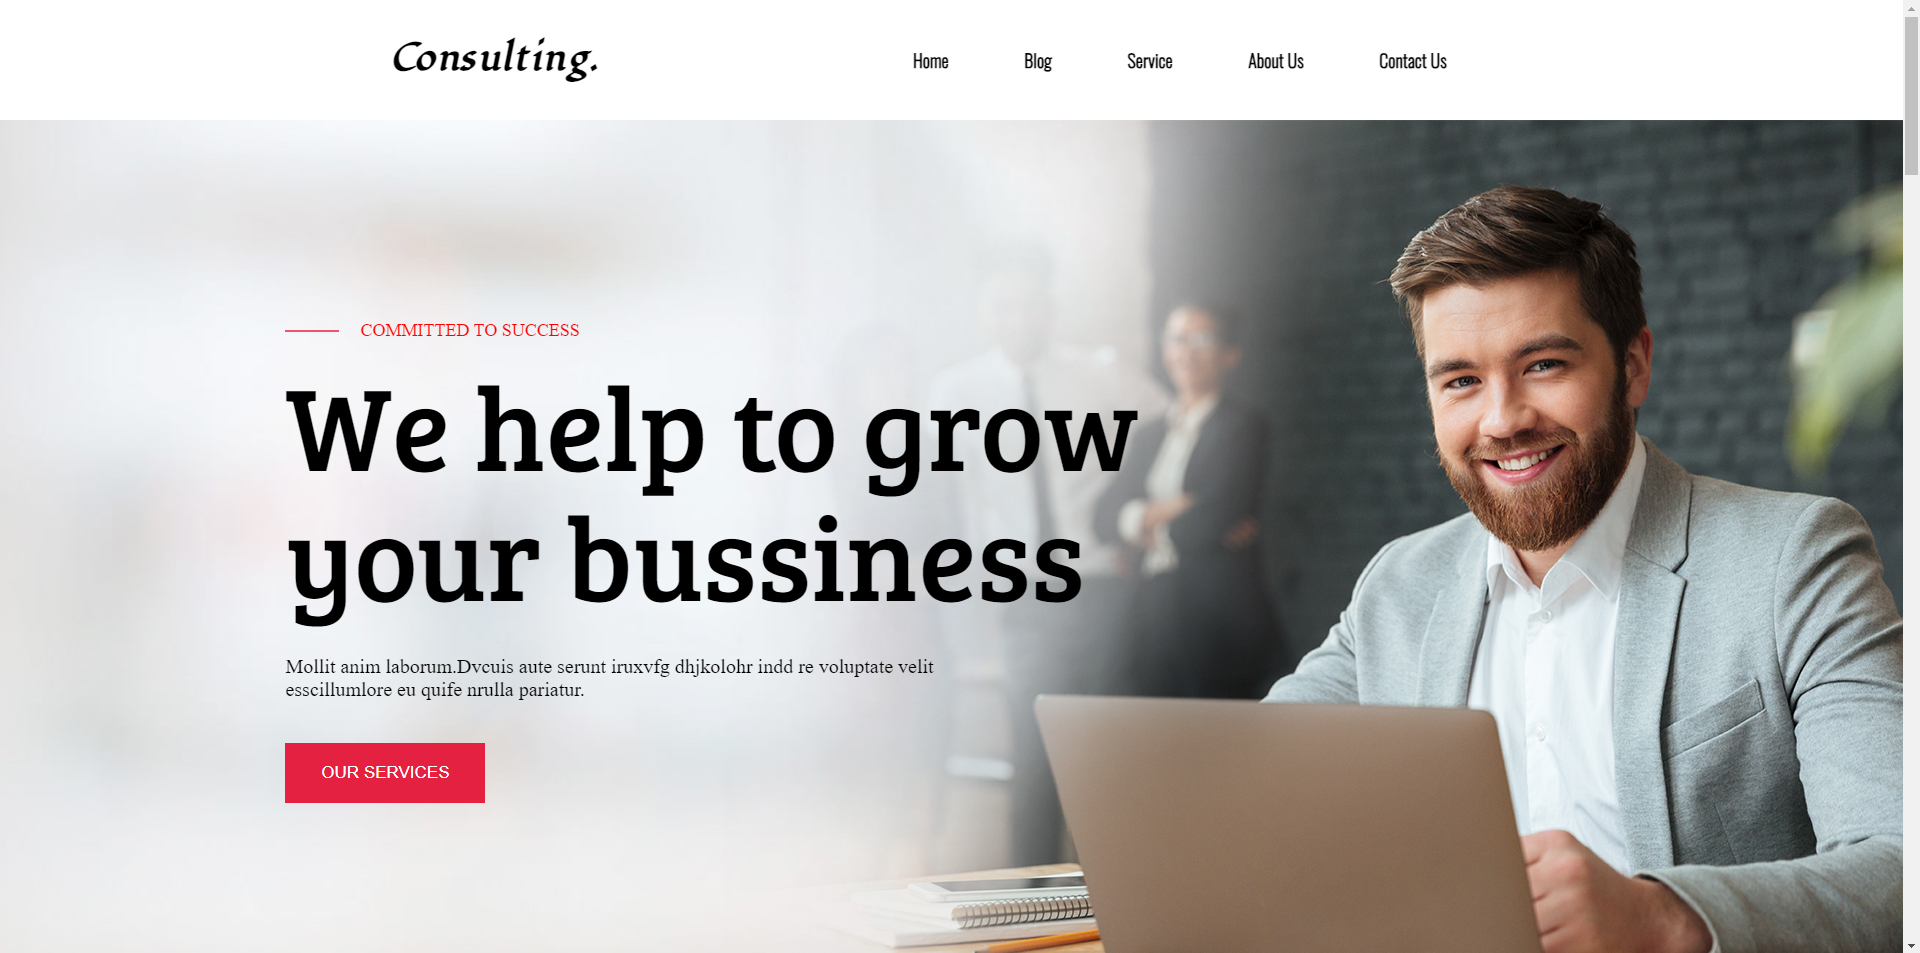 Consulting.
Home Blog Service About Us Contact Us
COMMITTED TO SUCCESS
We help to grow
your bussiness
Mollit anim laborum.Dvcuis aute serunt iruxvfg dhjkolohr indd re voluptate velit
esscillumlore eu quife nrulla pariatur.
OUR SERVICES